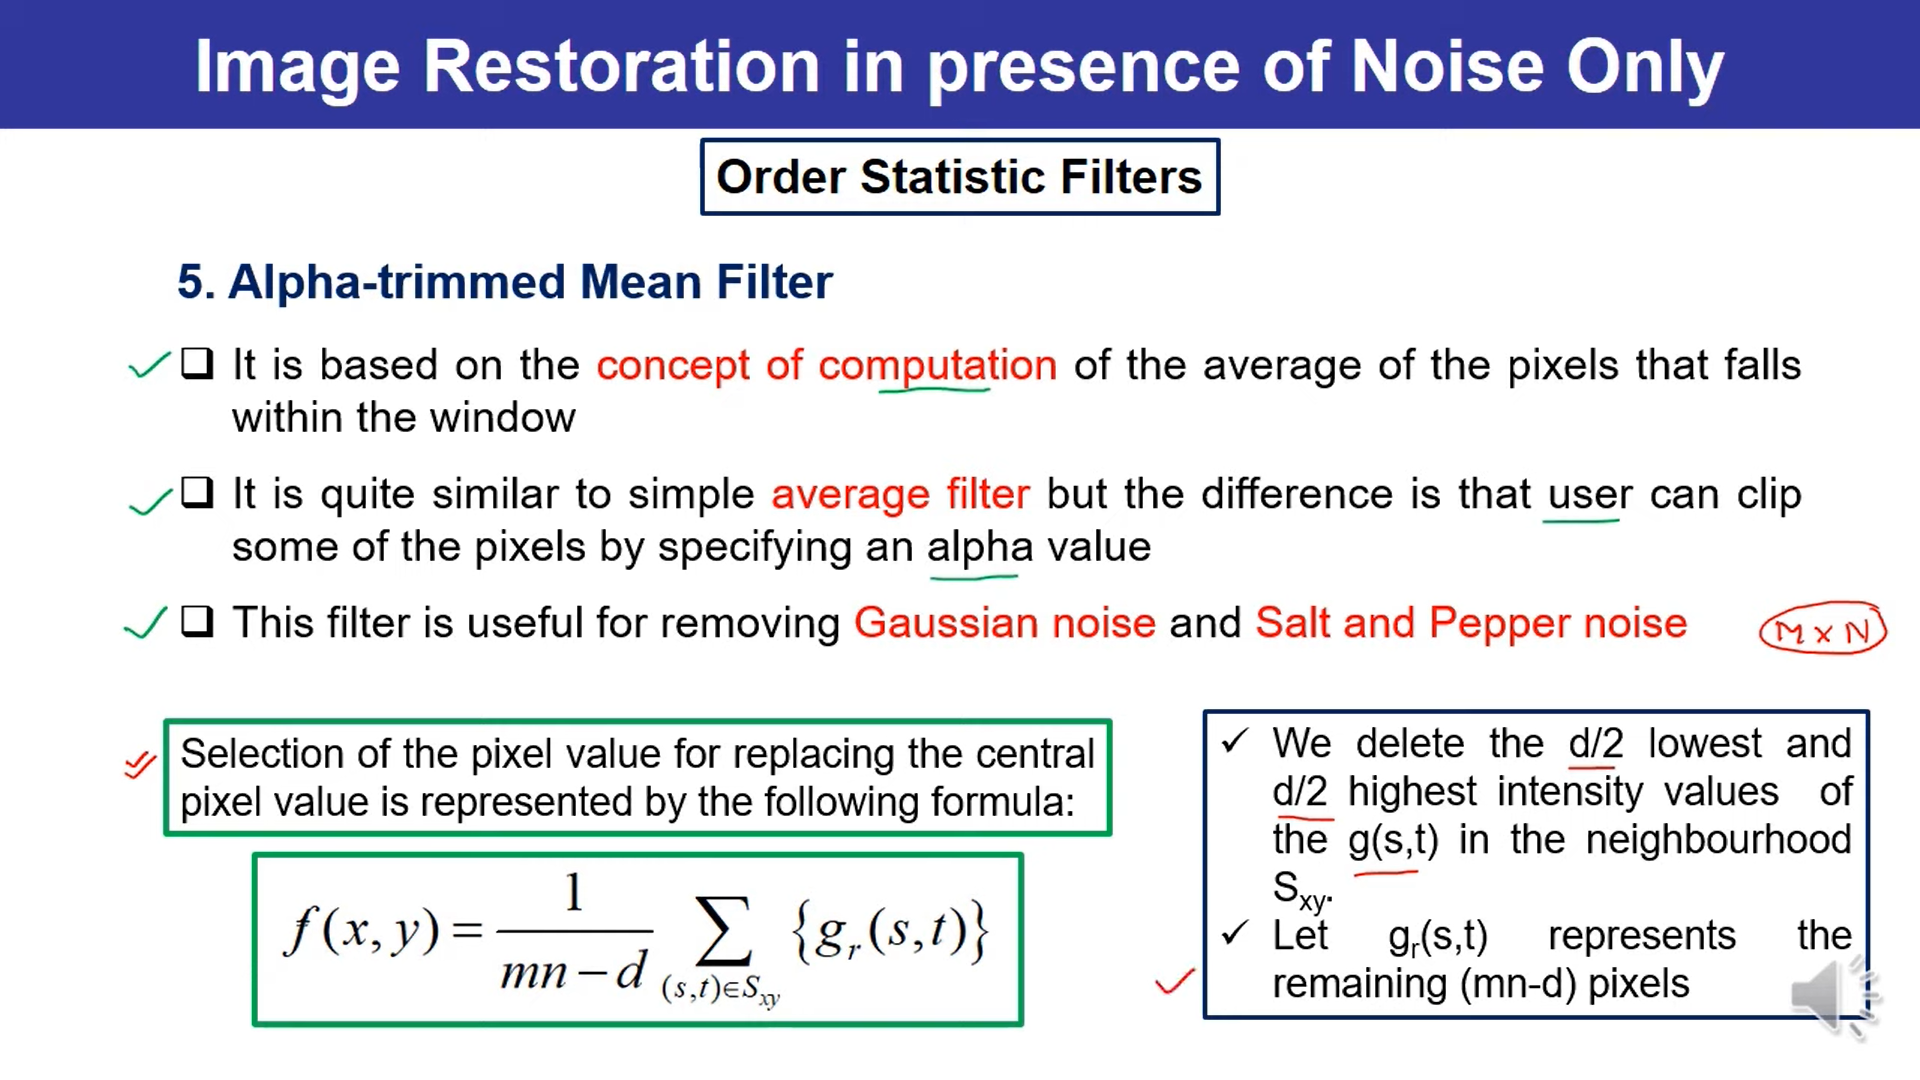 Image Restoration in presence of Noise Only
Order Statistic Filters
5. Alpha-trimmed Mean Filter
It is based on the concept of computation of the average of the pixels that falls
within the window
It is quite similar to simple average filter but the difference is that user can clip
some of the pixels by specifying an alpha value
This filter is useful for removing Gaussian noise and Salt and Pepper noise
M x N
Selection of the pixel value for replacing the central
pixel value is represented by the following formula:
f(x, y) = 1/(mn − d) ∑_{(s,t)∈S_{xy}} {g_r(s,t)}
We delete the d/2 lowest and
d/2 highest intensity values of
the g(s,t) in the neighbourhood
S_{xy}.
Let g_r(s,t) represents the
remaining (mn-d) pixels